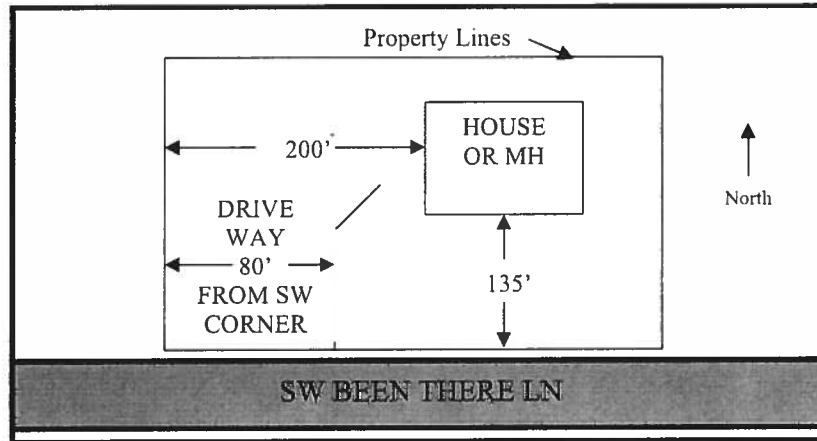 Property Lines
HOUSE
OR MH
200'
North
DRIVE
WAY
80'
FROM SW
CORNER
135'
SW BEEN THERE LN